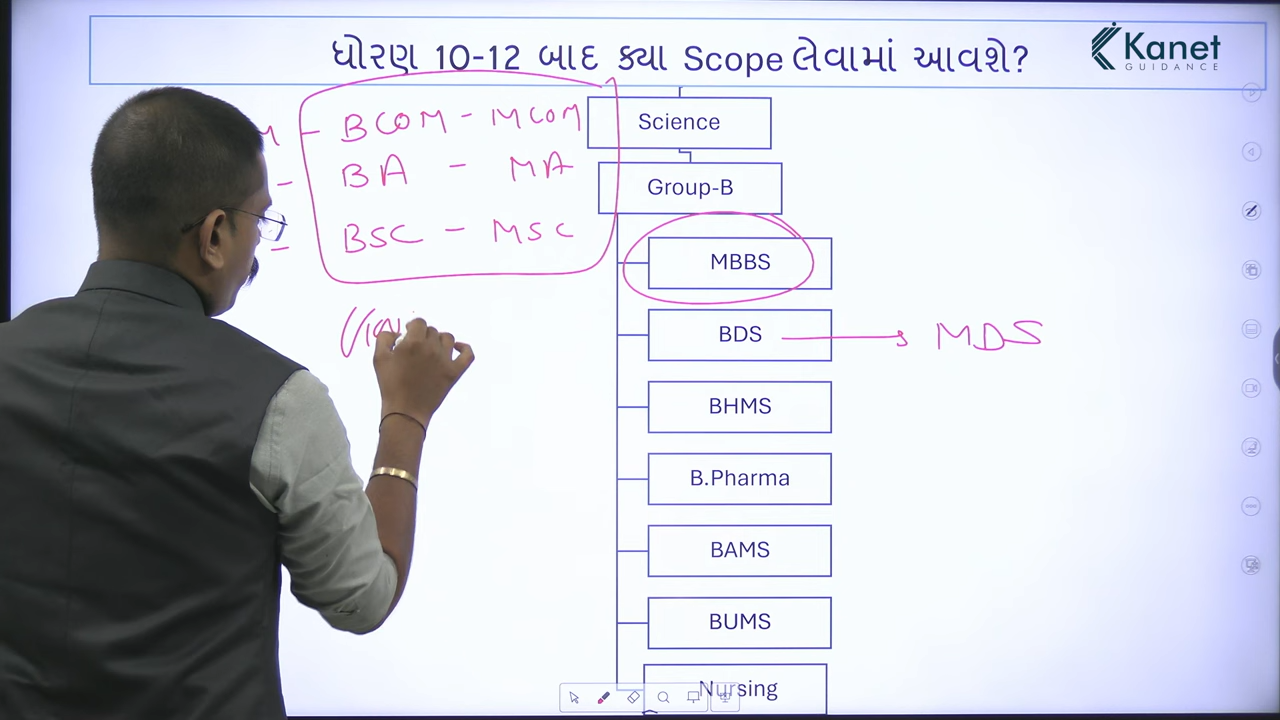 ધોરણ 10-12 બાદ ક્યા Scope લેવામાં આવશે?
Kanet
GUIDANCE
M - BCOM - MCOM
- BA - MA
- BSC - MSC
Science
Group-B
MBBS
BDS → MDS
BHMS
B.Pharma
BAMS
BUMS
Nursing